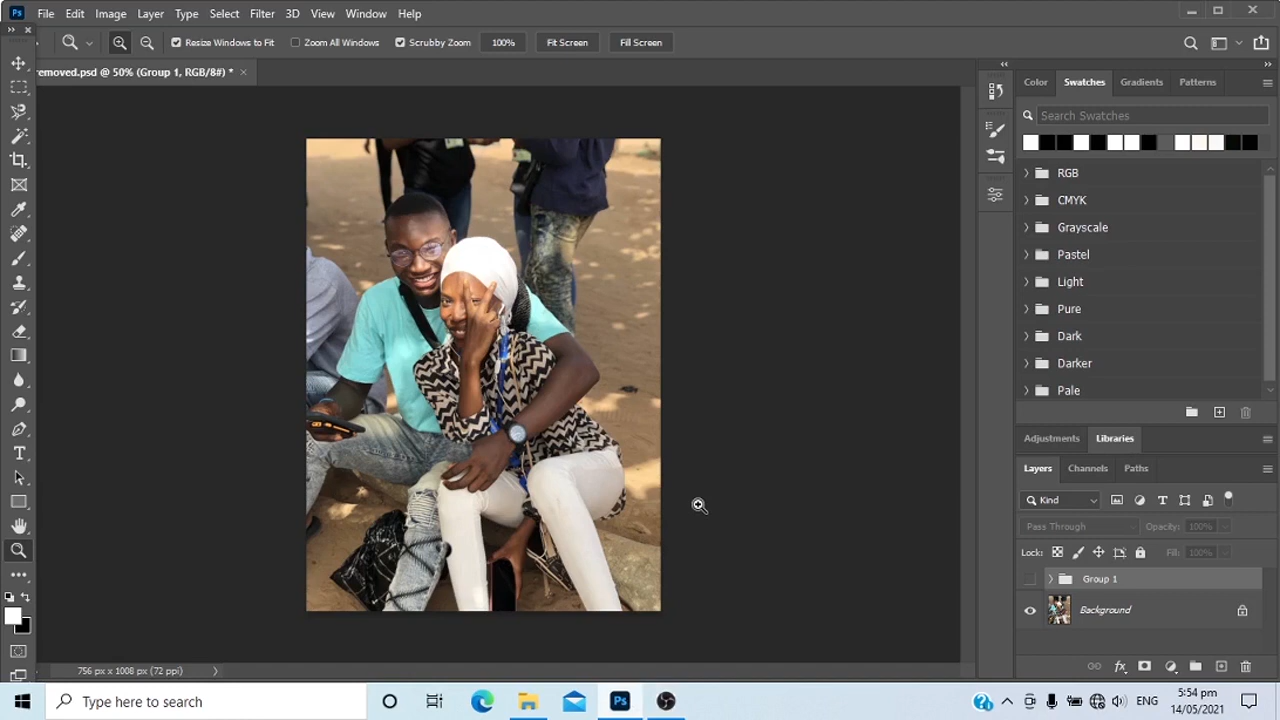 Ps File Edit Image Layer Type Select Filter 3D View Window Help
Resize Windows to Fit Zoom All Windows Scrubby Zoom 100% Fit Screen Fill Screen
emoved.psd @ 50% (Group 1, RGB/8#) *
Color Swatches Gradients Patterns
Search Swatches
RGB
CMYK
Grayscale
Pastel
Light
Pure
Dark
Darker
Pale
Adjustments Libraries
Layers Channels Paths
Kind
Pass Through Opacity: 100%
Lock: Fill: 100%
Group 1
Background
756 px x 1008 px (72 ppi)
Type here to search
Ps
ENG
5:54 pm
14/05/2021